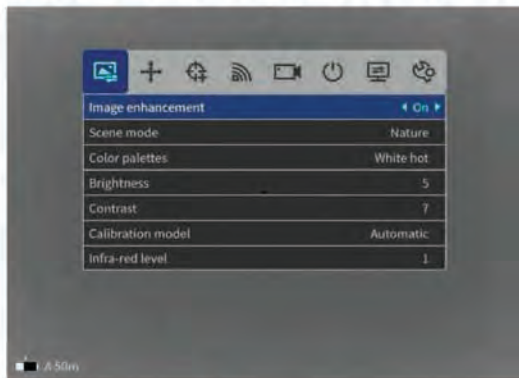 Image enhancement On
Scene mode Nature
Color palettes White hot
Brightness 5
Contrast 7
Calibration model Automatic
Infra-red level 1
A 50m